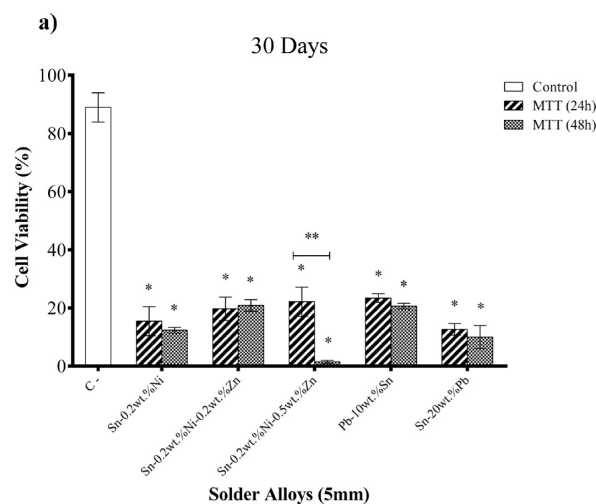 a)
30 Days
Control
MTT (24h)
MTT (48h)
Cell Viability (%)
100
80
60
40
20
0
**
* * * * * * * * * *
C -
Sn-0.2wt.%Ni
Sn-0.2wt.%Ni-0.2wt.%Zn
Sn-0.2wt.%Ni-0.5wt.%Zn
Pb-10wt.%Sn
Sn-20wt.%Pb
Solder Alloys (5mm)